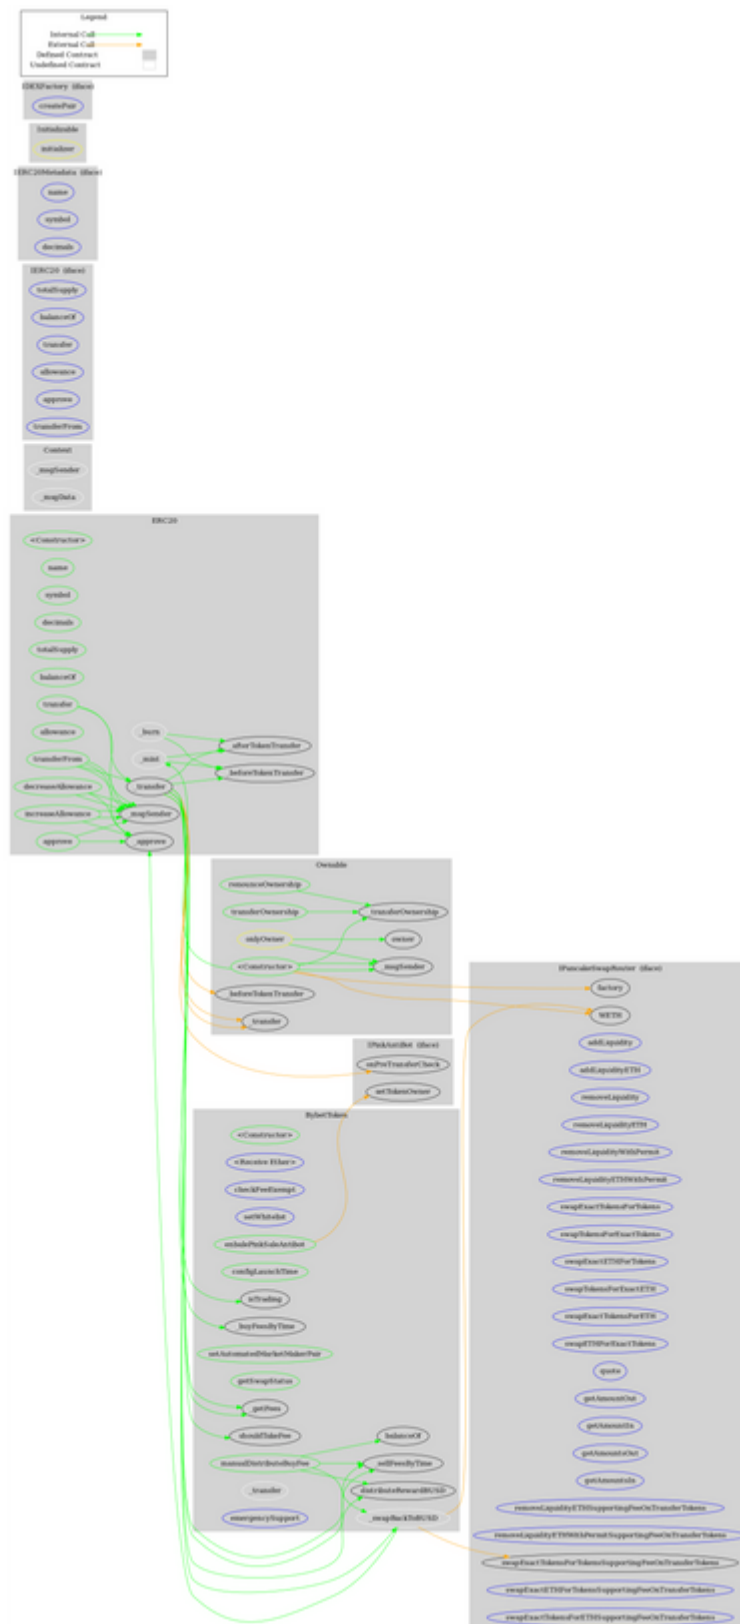 Legend
Internal Call
External Call
Defined Contract
Undefined Contract
IDEXFactory (iface)
createPair
Initializable
initializer
IERC20Metadata (iface)
name
symbol
decimals
IERC20 (iface)
totalSupply
balanceOf
transfer
allowance
approve
transferFrom
Context
_msgSender
_msgData
ERC20
<Constructor>
name
symbol
decimals
totalSupply
balanceOf
transfer
allowance
_burn
_afterTokenTransfer
transferFrom
_mint
_beforeTokenTransfer
decreaseAllowance
_transfer
increaseAllowance
_msgSender
approve
_approve
Ownable
renounceOwnership
transferOwnership
_transferOwnership
onlyOwner
owner
<Constructor>
_msgSender
_beforeTokenTransfer
_transfer
IPancakeSwapRouter (iface)
factory
WETH
addLiquidity
addLiquidityETH
removeLiquidity
removeLiquidityETH
removeLiquidityWithPermit
removeLiquidityETHWithPermit
swapExactTokensForTokens
swapTokensForExactTokens
swapExactETHForTokens
swapTokensForExactETH
swapExactTokensForETH
swapETHForExactTokens
quote
getAmountOut
getAmountIn
getAmountsOut
getAmountsIn
removeLiquidityETHSupportingFeeOnTransferTokens
removeLiquidityETHWithPermitSupportingFeeOnTransferTokens
swapExactTokensForTokensSupportingFeeOnTransferTokens
swapExactETHForTokensSupportingFeeOnTransferTokens
swapExactTokensForETHSupportingFeeOnTransferTokens
IPinkAntiBot (iface)
onPreTransferCheck
setTokenOwner
<Constructor>
<Receive Ether>
checkFeeExempt
setWhitelist
enablePinkSaleAntibot
configLaunchTime
isTrading
_buyFeesByTime
setAutomatedMarketMakerPair
getSwapStatus
_getFees
shouldTakeFee
balanceOf
manualDistributeBuyFee
_sellFeesByTime
_transfer
distributeRewardBUSD
emergencySupport
_swapBackToBUSD